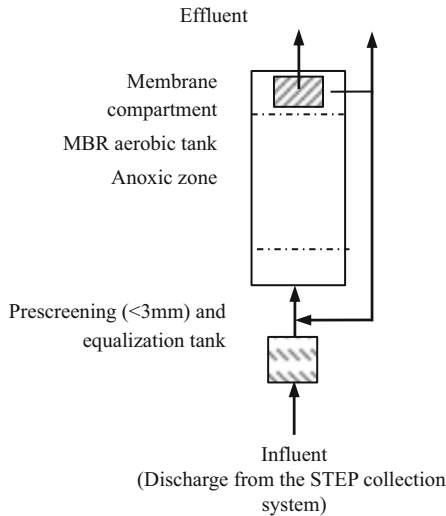 Effluent
Membrane
compartment
MBR aerobic tank
Anoxic zone
Prescreening (<3mm) and
equalization tank
Influent
(Discharge from the STEP collection
system)